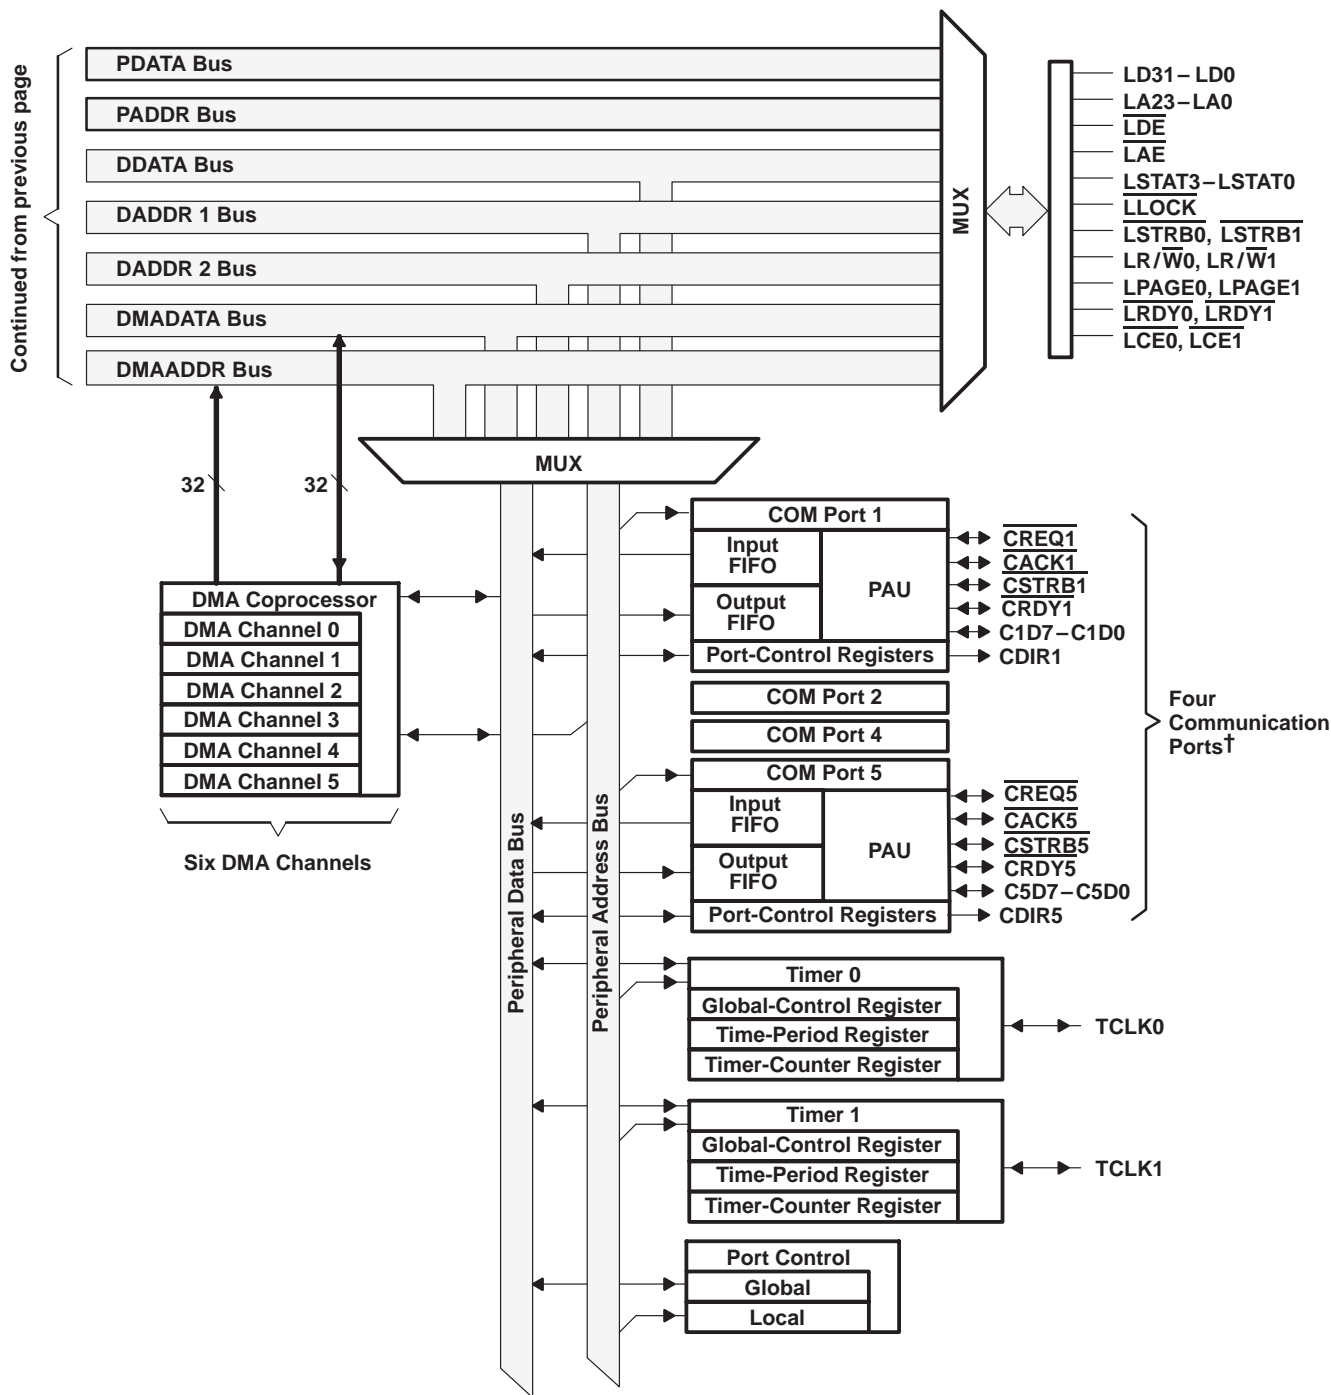 Continued from previous page
PDATA Bus
PADDR Bus
DDATA Bus
DADDR 1 Bus
DADDR 2 Bus
DMADATA Bus
DMAADDR Bus
MUX
LD31–LD0
LA23–LA0
LDE
LAE
LSTAT3–LSTAT0
LLOCK
LSTRB0, LSTRB1
LR/W0, LR/W1
LPAGE0, LPAGE1
LRDY0, LRDY1
LCE0, LCE1
MUX
32
32
DMA Coprocessor
DMA Channel 0
DMA Channel 1
DMA Channel 2
DMA Channel 3
DMA Channel 4
DMA Channel 5
Six DMA Channels
Peripheral Data Bus
Peripheral Address Bus
COM Port 1
Input
FIFO
Output
FIFO
PAU
Port-Control Registers
CREQ1
CACK1
CSTRB1
CRDY1
C1D7–C1D0
CDIR1
COM Port 2
COM Port 4
COM Port 5
Input
FIFO
Output
FIFO
PAU
Port-Control Registers
CREQ5
CACK5
CSTRB5
CRDY5
C5D7–C5D0
CDIR5
Four
Communication
Ports†
Timer 0
Global-Control Register
Time-Period Register
Timer-Counter Register
TCLK0
Timer 1
Global-Control Register
Time-Period Register
Timer-Counter Register
TCLK1
Port Control
Global
Local